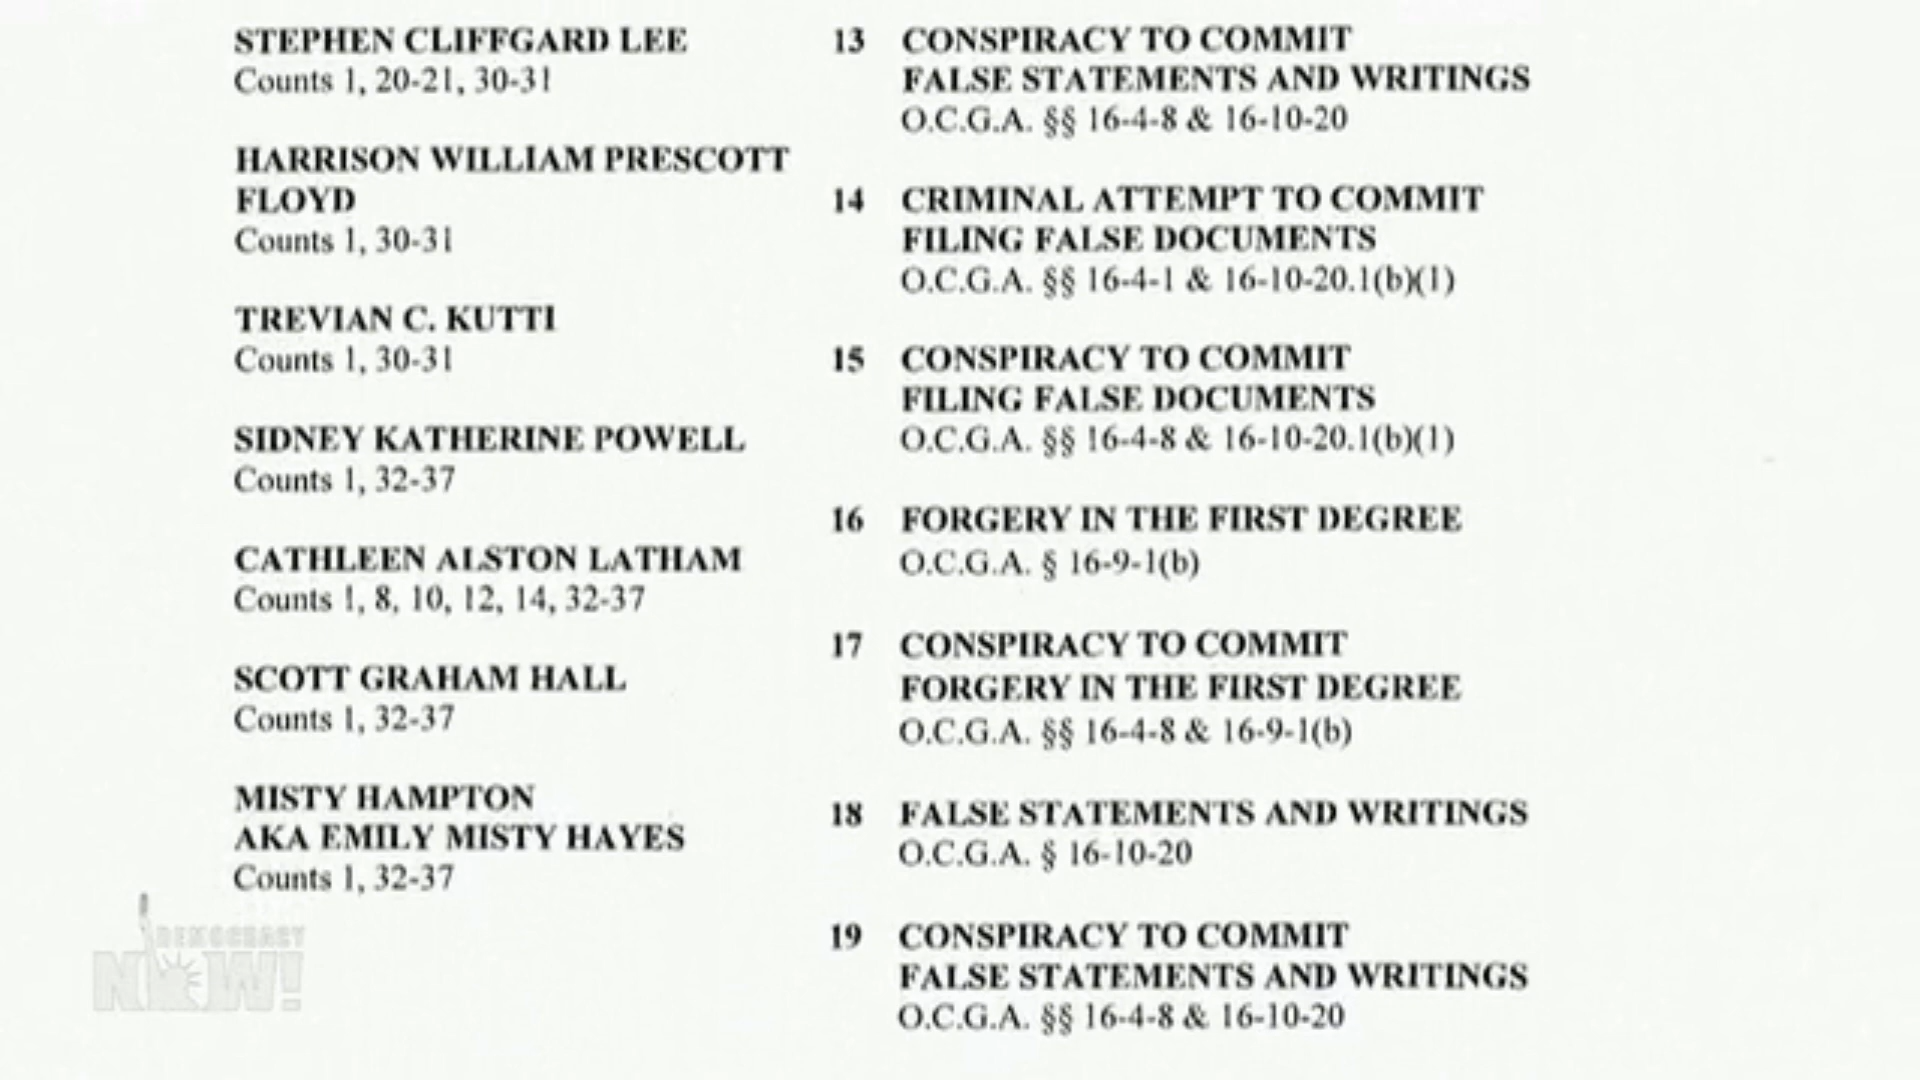 STEPHEN CLIFFGARD LEE
Counts 1, 20-21, 30-31
HARRISON WILLIAM PRESCOTT
FLOYD
Counts 1, 30-31
TREVIAN C. KUTTI
Counts 1, 30-31
SIDNEY KATHERINE POWELL
Counts 1, 32-37
CATHLEEN ALSTON LATHAM
Counts 1, 8, 10, 12, 14, 32-37
SCOTT GRAHAM HALL
Counts 1, 32-37
MISTY HAMPTON
AKA EMILY MISTY HAYES
Counts 1, 32-37
13 CONSPIRACY TO COMMIT
FALSE STATEMENTS AND WRITINGS
O.C.G.A. §§ 16-4-8 & 16-10-20
14 CRIMINAL ATTEMPT TO COMMIT
FILING FALSE DOCUMENTS
O.C.G.A. §§ 16-4-1 & 16-10-20.1(b)(1)
15 CONSPIRACY TO COMMIT
FILING FALSE DOCUMENTS
O.C.G.A. §§ 16-4-8 & 16-10-20.1(b)(1)
16 FORGERY IN THE FIRST DEGREE
O.C.G.A. § 16-9-1(b)
17 CONSPIRACY TO COMMIT
FORGERY IN THE FIRST DEGREE
O.C.G.A. §§ 16-4-8 & 16-9-1(b)
18 FALSE STATEMENTS AND WRITINGS
O.C.G.A. § 16-10-20
19 CONSPIRACY TO COMMIT
FALSE STATEMENTS AND WRITINGS
O.C.G.A. §§ 16-4-8 & 16-10-20
DEMOCRACY
NOW!